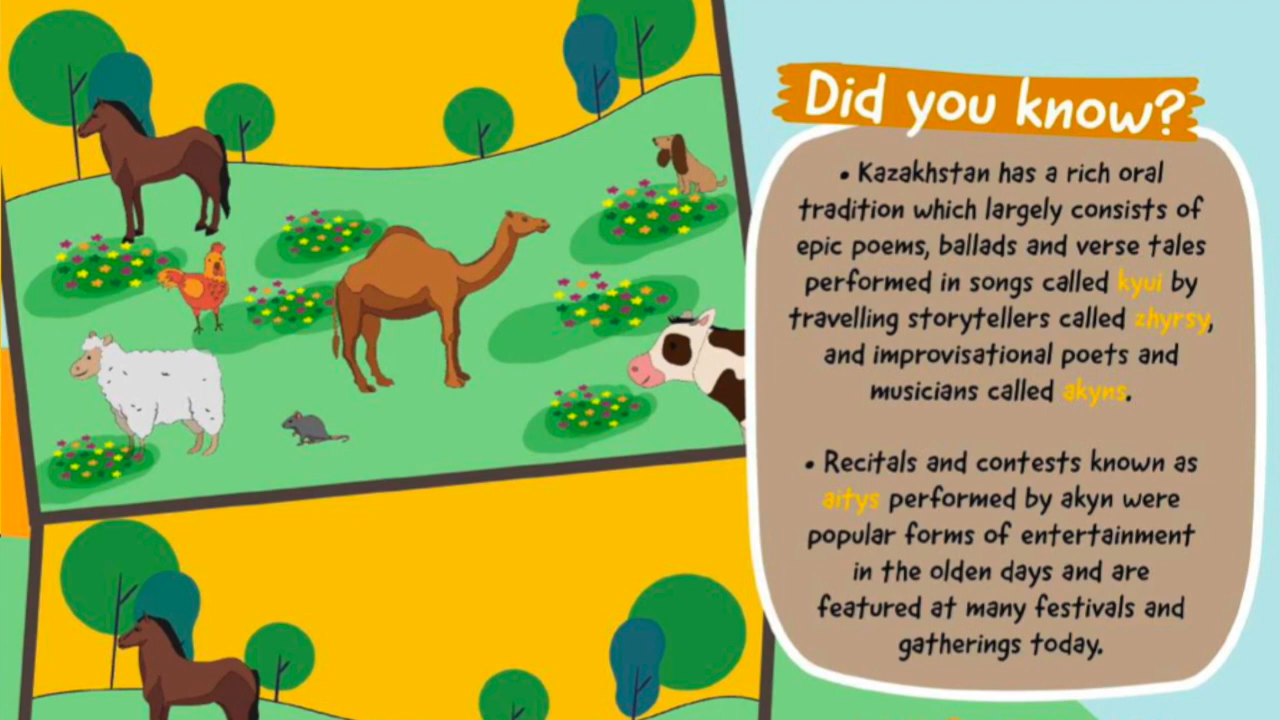 Did you know?
• Kazakhstan has a rich oral
tradition which largely consists of
epic poems, ballads and verse tales
performed in songs called kyui by
travelling storytellers called zhyrsy,
and improvisational poets and
musicians called akyns.
• Recitals and contests known as
aitys performed by akyn were
popular forms of entertainment
in the olden days and are
featured at many festivals and
gatherings today.